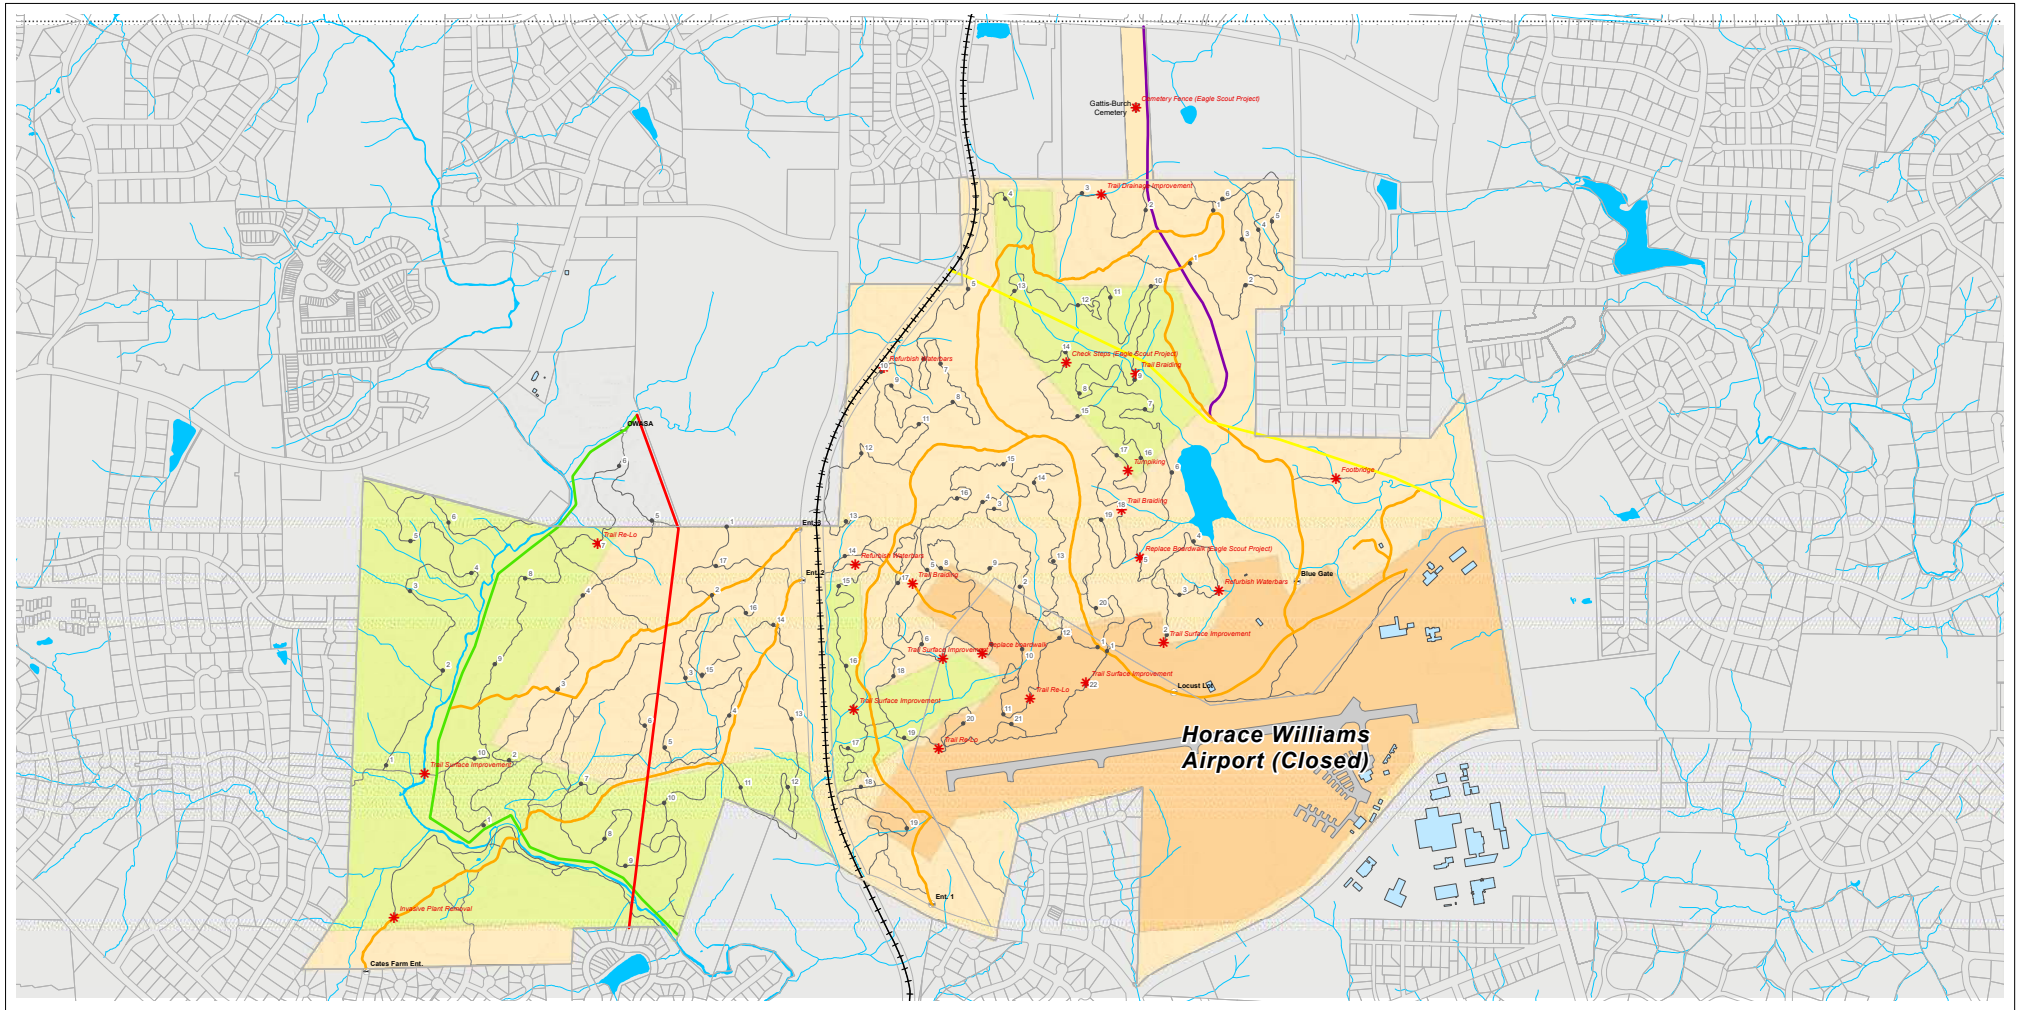 Gattis-Burch
Cemetery
Cemetery Fence (Eagle Scout Project)
Trail Drainage Improvement
Refurbish Waterbars
Check Steps (Eagle Scout Project)
Trail Braiding
OWASA
Turnpiking
Footbridge
Trail Braiding
Ent. 3
Trail Re-Lo
Replace Boardwalk (Eagle Scout Project)
Refurbish Waterbars
Ent. 2
Trail Braiding
Blue Gate
Refurbish Waterbars
Trail Surface Improvement
Trail Surface Improvement
Replace boardwalk
Trail Surface Improvement
Locust Lot
Trail Re-Lo
Trail Surface Improvement
Horace Williams
Airport (Closed)
Trail Re-Lo
Trail Surface Improvement
Ent. 1
Invasive Plant Removal
Cates Farm Ent.